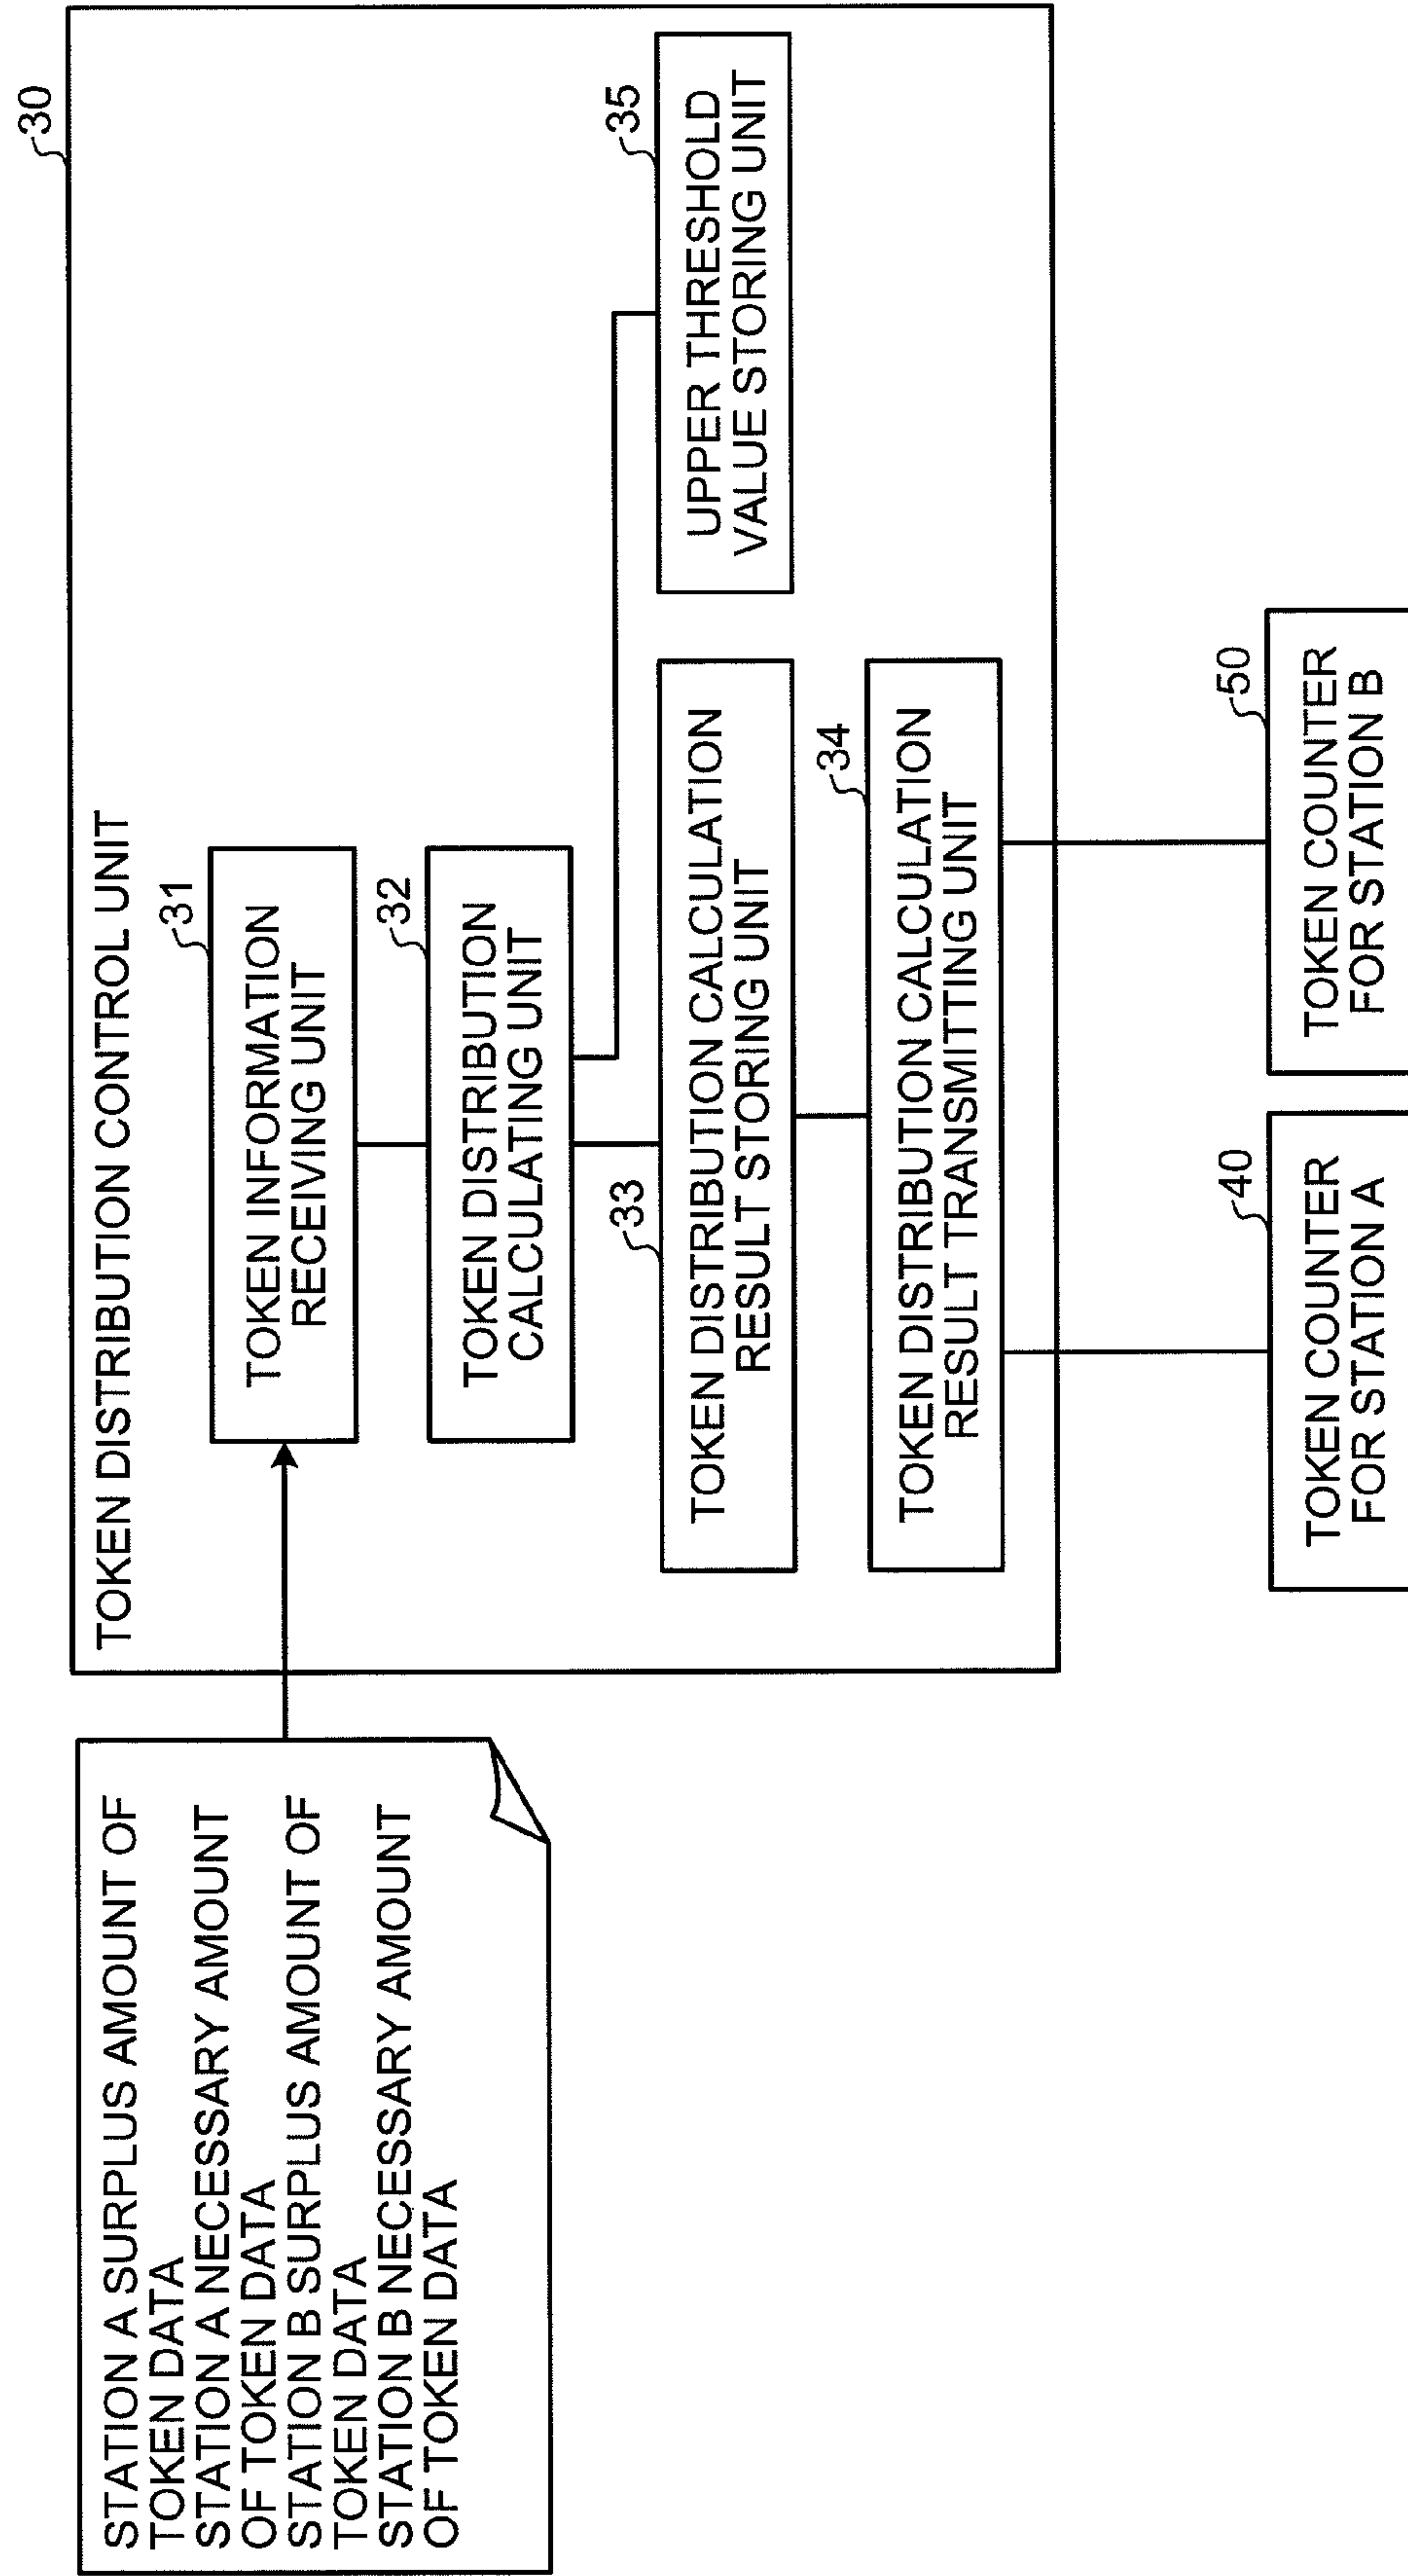 STATION A SURPLUS AMOUNT OF
TOKEN DATA
STATION A NECESSARY AMOUNT
OF TOKEN DATA
STATION B SURPLUS AMOUNT OF
TOKEN DATA
STATION B NECESSARY AMOUNT
OF TOKEN DATA
30
TOKEN DISTRIBUTION CONTROL UNIT
31
TOKEN INFORMATION
RECEIVING UNIT
32
TOKEN DISTRIBUTION
CALCULATING UNIT
33
TOKEN DISTRIBUTION CALCULATION
RESULT STORING UNIT
35
UPPER THRESHOLD
VALUE STORING UNIT
34
TOKEN DISTRIBUTION CALCULATION
RESULT TRANSMITTING UNIT
40
TOKEN COUNTER
FOR STATION A
50
TOKEN COUNTER
FOR STATION B